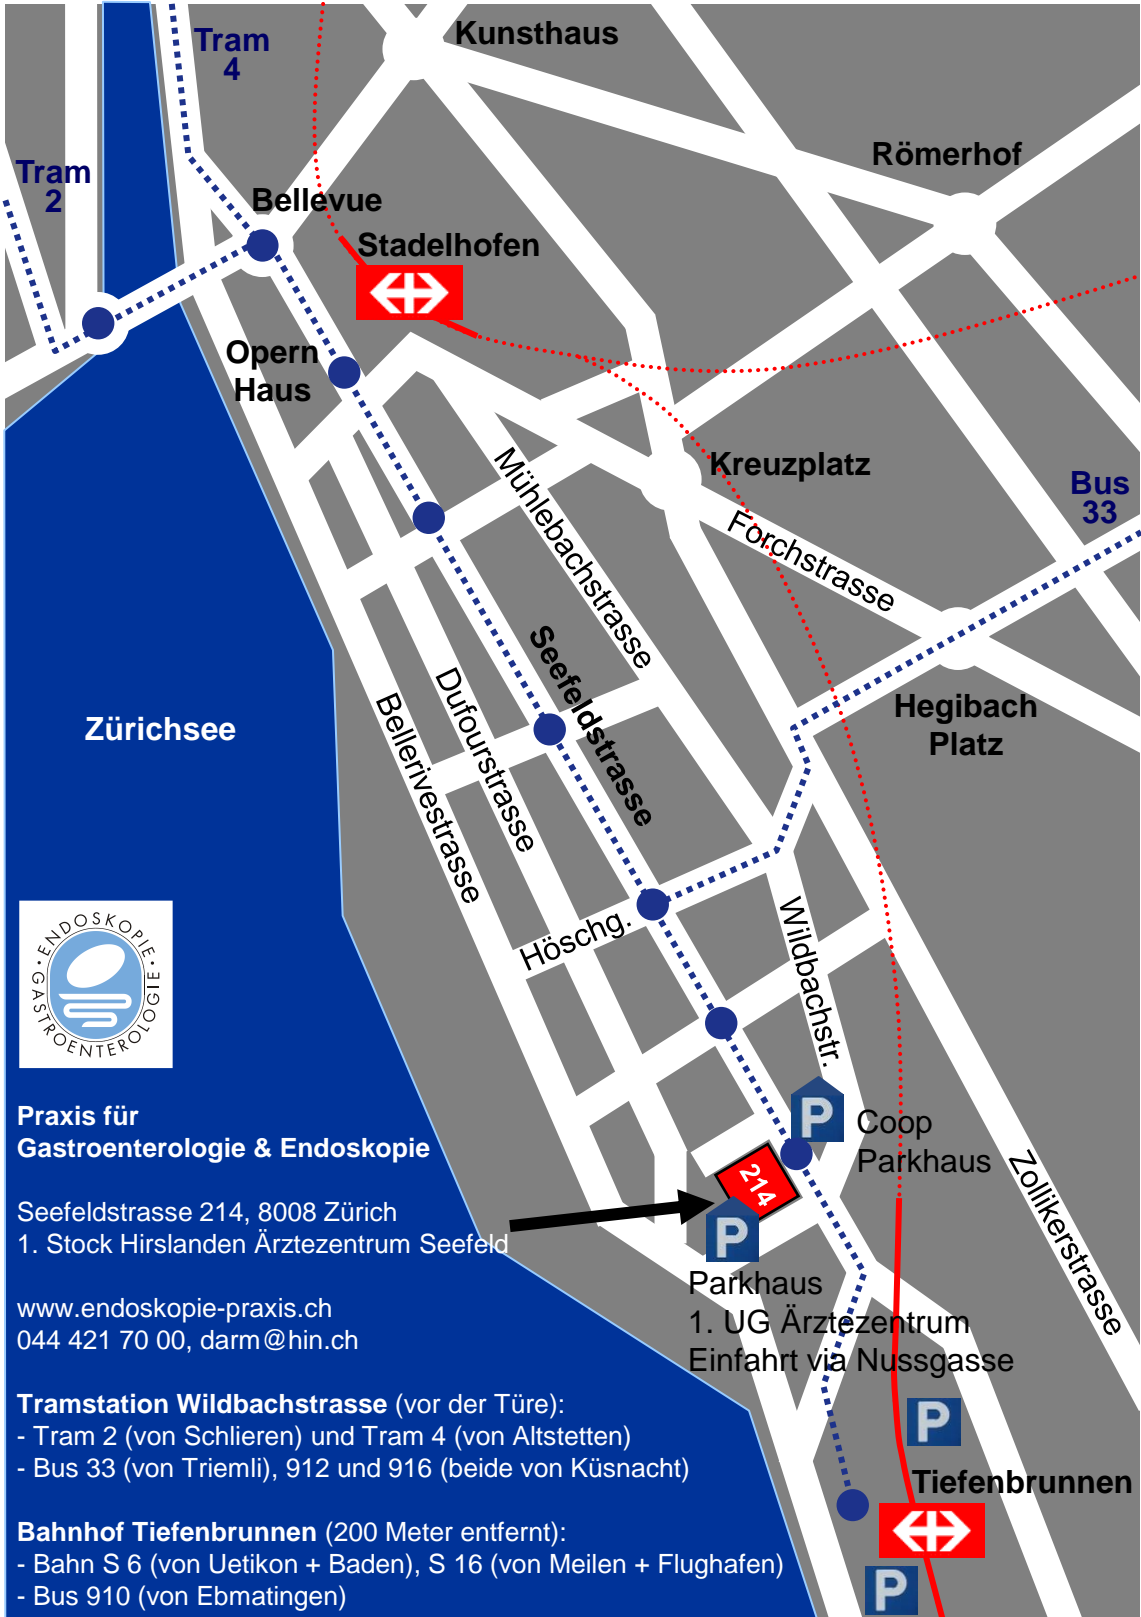 Tram
4
Kunsthaus
Römerhof
Tram
2
Bellevue
Stadelhofen
Opern
Haus
Kreuzplatz
Bus
33
Mühlebachstrasse
Forchstrasse
Seefeldstrasse
Dufourstrasse
Bellerivestrasse
Hegibach
Platz
Zürichsee
Höschg.
Wildbachstr.
ENDOSKOPIE · GASTROENTEROLOGIE ·
P
Coop
Parkhaus
Zollikerstrasse
214
P
Parkhaus
1. UG Ärztezentrum
Einfahrt via Nussgasse
P
Tiefenbrunnen
P
Praxis für
Gastroenterologie & Endoskopie
Seefeldstrasse 214, 8008 Zürich
1. Stock Hirslanden Ärztezentrum Seefeld
www.endoskopie-praxis.ch
044 421 70 00, darm@hin.ch
Tramstation Wildbachstrasse (vor der Türe):
- Tram 2 (von Schlieren) und Tram 4 (von Altstetten)
- Bus 33 (von Triemli), 912 und 916 (beide von Küsnacht)
Bahnhof Tiefenbrunnen (200 Meter entfernt):
- Bahn S 6 (von Uetikon + Baden), S 16 (von Meilen + Flughafen)
- Bus 910 (von Ebmatingen)